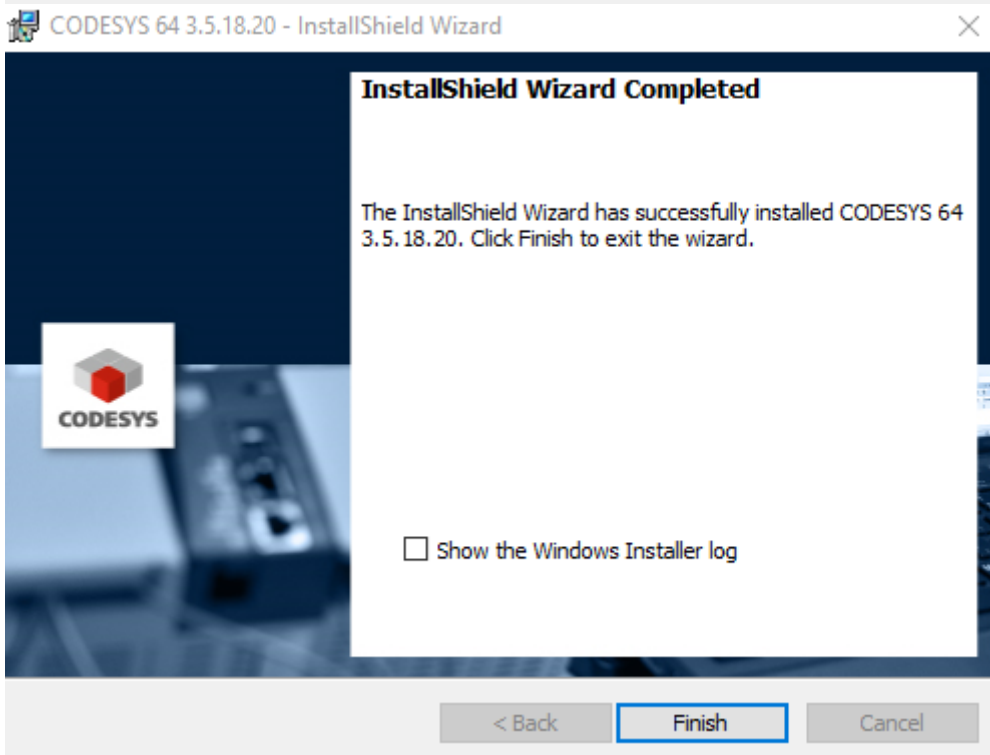 CODESYS 64 3.5.18.20 - InstallShield Wizard
InstallShield Wizard Completed
The InstallShield Wizard has successfully installed CODESYS 64
3.5.18.20. Click Finish to exit the wizard.
CODESYS
Show the Windows Installer log
< Back
Finish
Cancel